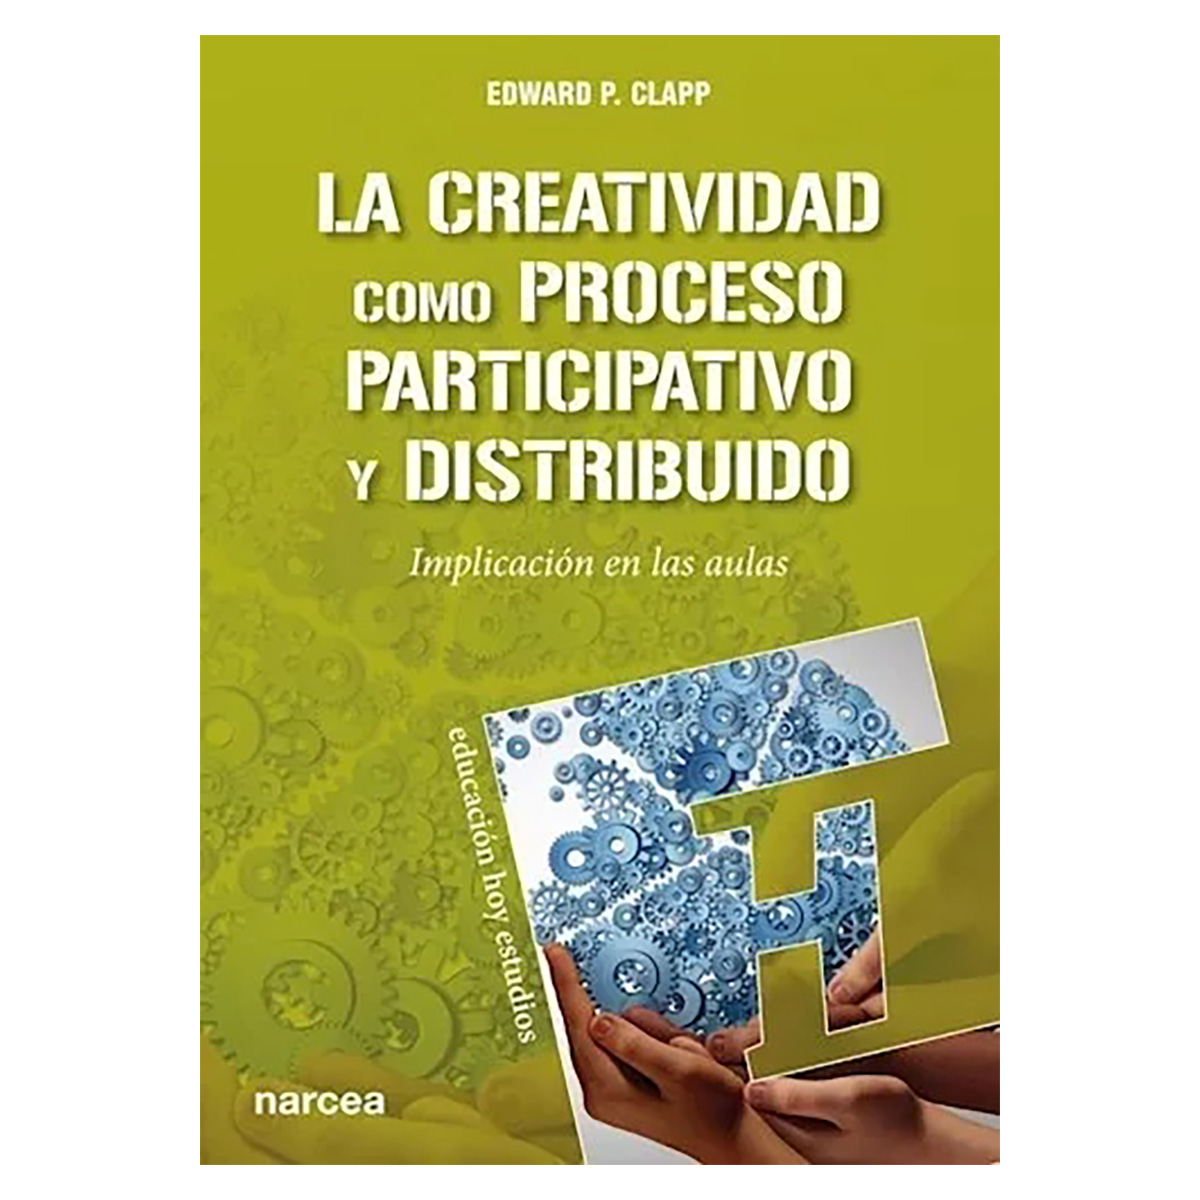 EDWARD P. CLAPP
LA CREATIVIDAD
COMO PROCESO
PARTICIPATIVO
Y DISTRIBUIDO
Implicación en las aulas
educación hoy estudios
narcea